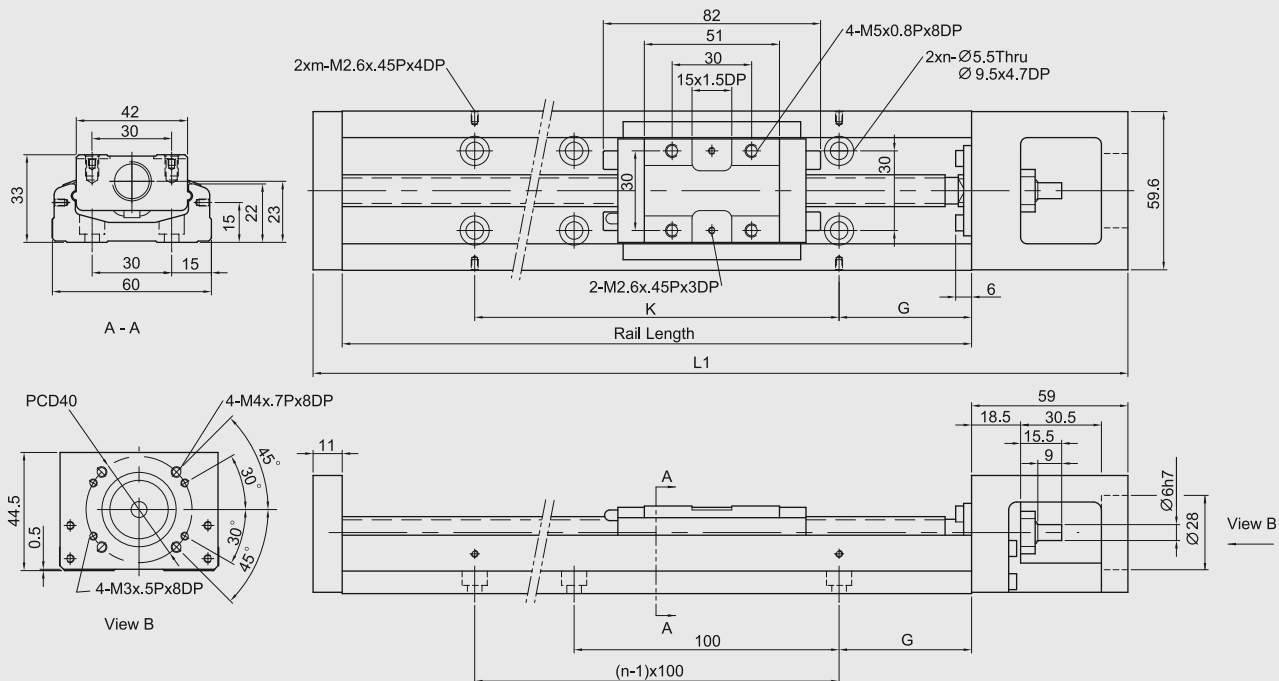 82
51
30
15x1.5DP
4-M5x0.8Px8DP
2xn-∅5.5Thru
∅ 9.5x4.7DP
2xm-M2.6x.45Px4DP
42
30
33
15
22
23
30
15
60
A - A
30
30
59.6
2-M2.6x.45Px3DP
6
K
G
Rail Length
L1
PCD40
4-M4x.7Px8DP
45°
30°
30°
45°
44.5
0.5
4-M3x.5Px8DP
View B
11
A
A
59
18.5
30.5
15.5
9
∅6h7
∅28
View B
100
G
(n-1)x100